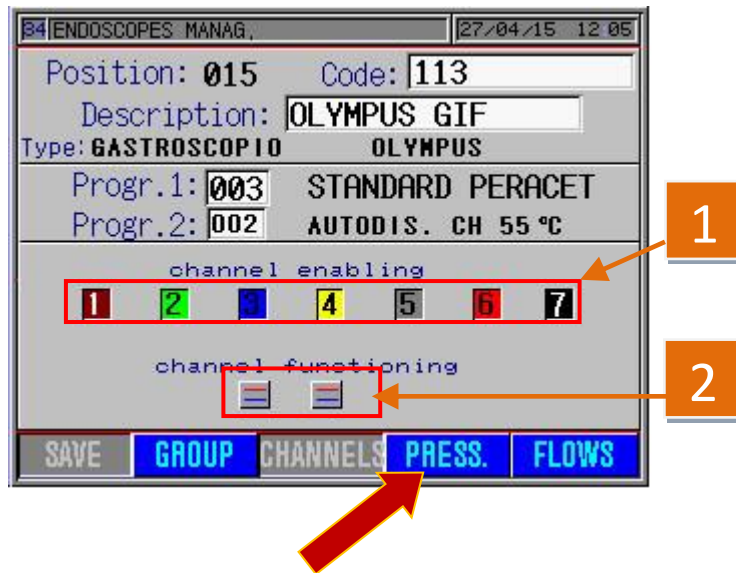 34 ENDOSCOPES MANAG, 27/04/15 12 05
Position: 015 Code: 113
Description: OLYMPUS GIF
Type: GASTROSCOPIO OLYMPUS
Progr.1: 003 STANDARD PERACET
Progr.2: 002 AUTODIS. CH 55 °C
1
channel enabling
1 2 3 4 5 6 7
channel functioning
2
SAVE GROUP CHANNELS PRESS. FLOWS